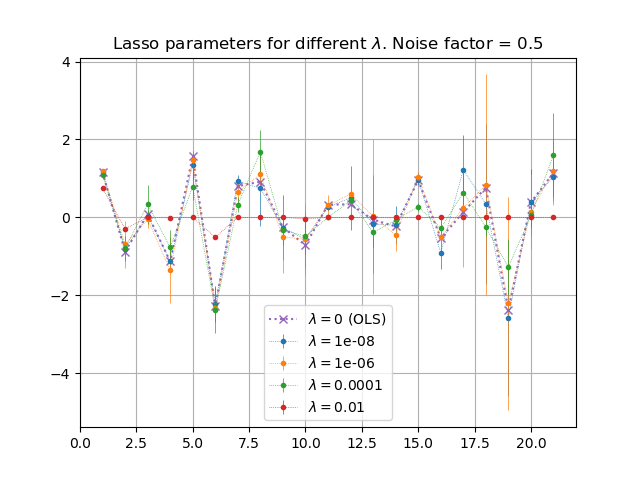 Lasso parameters for different λ. Noise factor = 0.5
4
2
0
−2
−4
λ = 0 (OLS)
λ = 1e-08
λ = 1e-06
λ = 0.0001
λ = 0.01
0.0 2.5 5.0 7.5 10.0 12.5 15.0 17.5 20.0